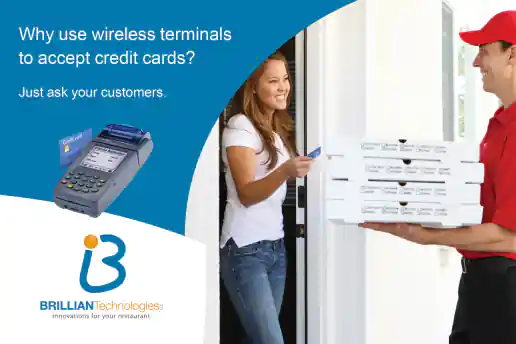 Why use wireless terminals
to accept credit cards?
Just ask your customers.
BRILLIANTechnologies
innovations for your restaurant